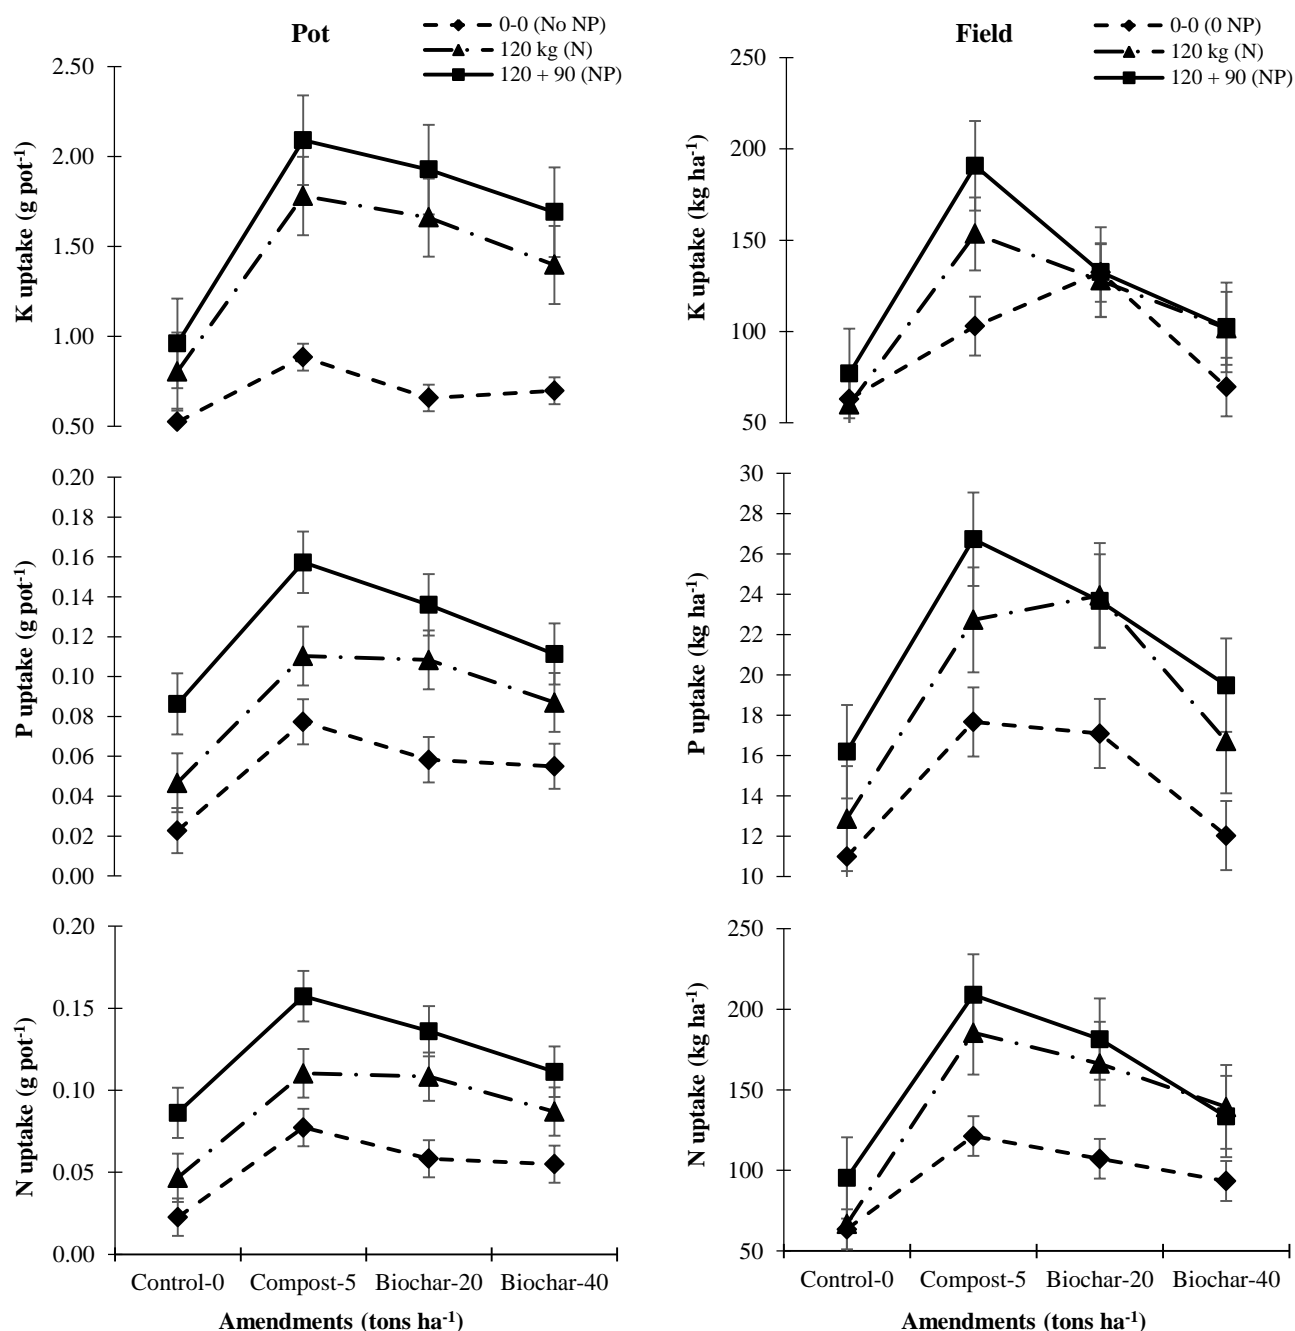 Pot
0-0 (No NP)
120 kg (N)
120 + 90 (NP)
K uptake (g pot-1)
2.50
2.00
1.50
1.00
0.50
Field
0-0 (0 NP)
120 kg (N)
120 + 90 (NP)
K uptake (kg ha-1)
250
200
150
100
50
P uptake (g pot-1)
0.20
0.18
0.16
0.14
0.12
0.10
0.08
0.06
0.04
0.02
0.00
P uptake (kg ha-1)
30
28
26
24
22
20
18
16
14
12
10
N uptake (g pot-1)
0.20
0.15
0.10
0.05
0.00
Control-0 Compost-5 Biochar-20 Biochar-40
Amendments (tons ha-1)
N uptake (kg ha-1)
250
200
150
100
50
Control-0 Compost-5 Biochar-20 Biochar-40
Amendments (tons ha-1)